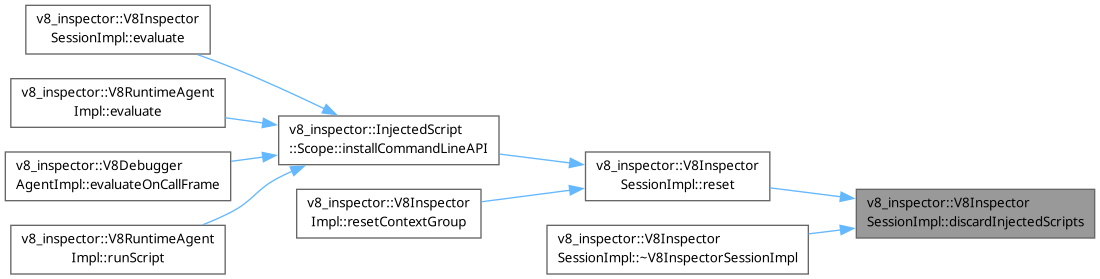 v8_inspector::V8Inspector
SessionImpl::evaluate
v8_inspector::V8RuntimeAgent
Impl::evaluate
v8_inspector::V8Debugger
AgentImpl::evaluateOnCallFrame
v8_inspector::V8RuntimeAgent
Impl::runScript
v8_inspector::InjectedScript
::Scope::installCommandLineAPI
v8_inspector::V8Inspector
Impl::resetContextGroup
v8_inspector::V8Inspector
SessionImpl::reset
v8_inspector::V8Inspector
SessionImpl::~V8InspectorSessionImpl
v8_inspector::V8Inspector
SessionImpl::discardInjectedScripts